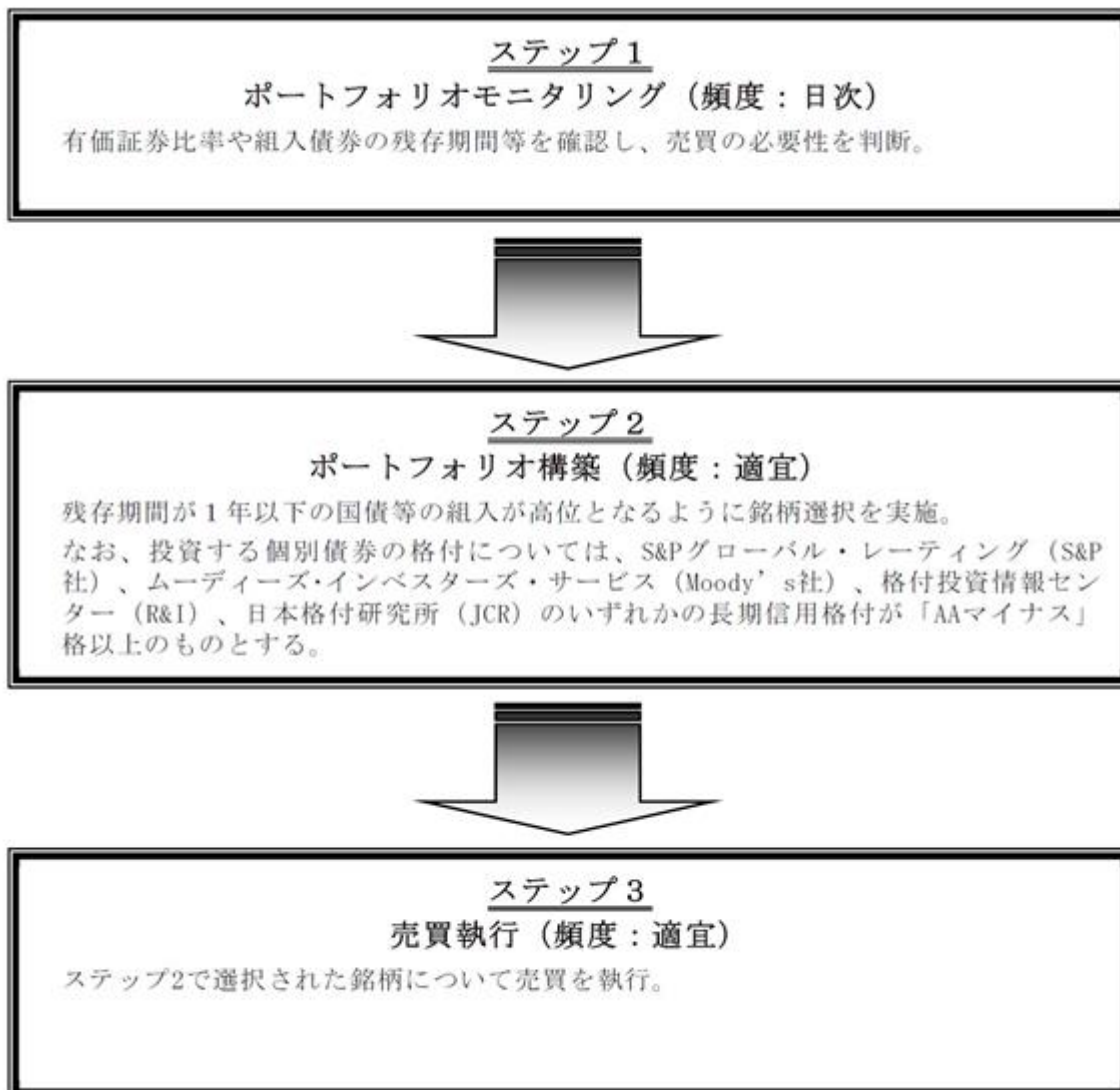 ステップ１
ポートフォリオモニタリング（頻度：日次）
有価証券比率や組入債券の残存期間等を確認し、売買の必要性を判断。
ステップ２
ポートフォリオ構築（頻度：適宜）
残存期間が１年以下の国債等の組入が高位となるように銘柄選択を実施。
なお、投資する個別債券の格付については、S&Pグローバル・レーティング（S&P
社）、ムーディーズ・インベスターズ・サービス（Moody’s社）、格付投資情報セン
ター（R&I）、日本格付研究所（JCR）のいずれかの長期信用格付が「AAマイナス」
格以上のものとする。
ステップ３
売買執行（頻度：適宜）
ステップ2で選択された銘柄について売買を執行。